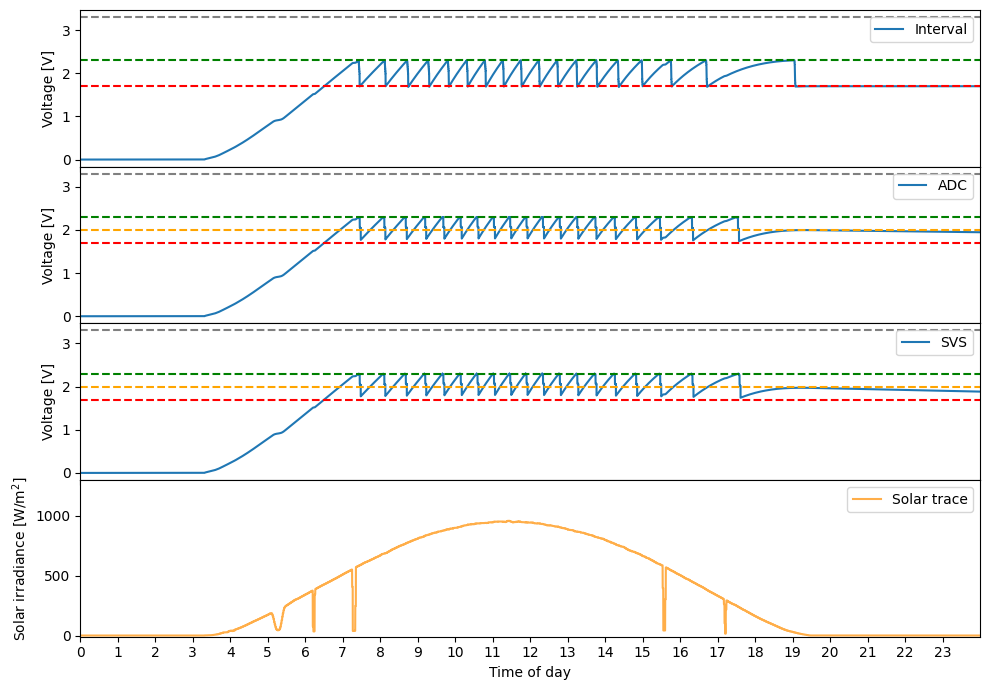 3
2
1
0
Voltage [V]
Interval
3
2
1
0
Voltage [V]
ADC
3
2
1
0
Voltage [V]
SVS
1000
500
0
Solar irradiance [W/m²]
Solar trace
0 1 2 3 4 5 6 7 8 9 10 11 12 13 14 15 16 17 18 19 20 21 22 23
Time of day